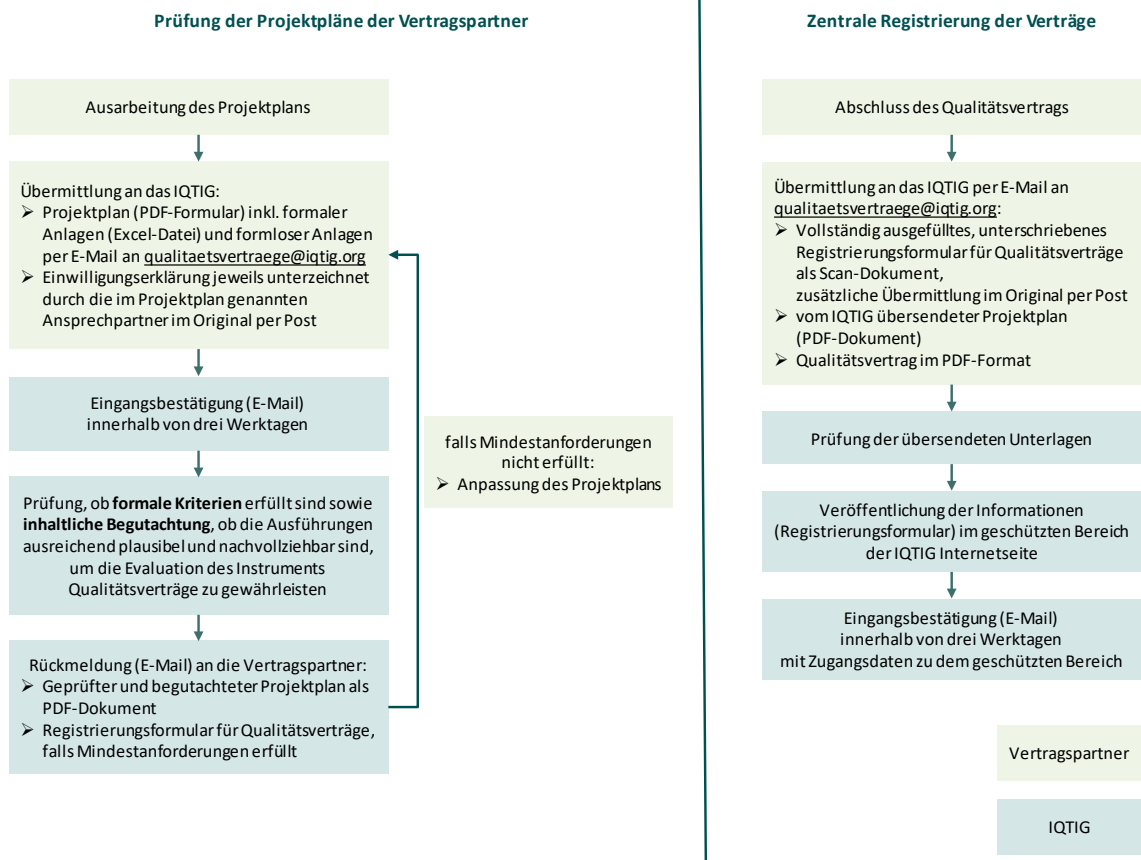 Prüfung der Projektpläne der Vertragspartner
Ausarbeitung des Projektplans
Übermittlung an das IQTIG:
➢ Projektplan (PDF-Formular) inkl. formaler
Anlagen (Excel-Datei) und formloser Anlagen
per E-Mail an qualitaetsvertraege@iqtig.org
➢ Einwilligungserklärung jeweils unterzeichnet
durch die im Projektplan genannten
Ansprechpartner im Original per Post
Eingangsbestätigung (E-Mail)
innerhalb von drei Werktagen
Prüfung, ob formale Kriterien erfüllt sind sowie
inhaltliche Begutachtung, ob die Ausführungen
ausreichend plausibel und nachvollziehbar sind,
um die Evaluation des Instruments
Qualitätsverträge zu gewährleisten
Rückmeldung (E-Mail) an die Vertragspartner:
➢ Geprüfter und begutachteter Projektplan als
PDF-Dokument
➢ Registrierungsformular für Qualitätsverträge,
falls Mindestanforderungen erfüllt
falls Mindestanforderungen
nicht erfüllt:
➢ Anpassung des Projektplans
Zentrale Registrierung der Verträge
Abschluss des Qualitätsvertrags
Übermittlung an das IQTIG per E-Mail an
qualitaetsvertraege@iqtig.org:
➢ Vollständig ausgefülltes, unterschriebenes
Registrierungsformular für Qualitätsverträge
als Scan-Dokument,
zusätzliche Übermittlung im Original per Post
➢ vom IQTIG übersendeter Projektplan
(PDF-Dokument)
➢ Qualitätsvertrag im PDF-Format
Prüfung der übersendeten Unterlagen
Veröffentlichung der Informationen
(Registrierungsformular) im geschützten Bereich
der IQTIG Internetseite
Eingangsbestätigung (E-Mail)
innerhalb von drei Werktagen
mit Zugangsdaten zu dem geschützten Bereich
Vertragspartner
IQTIG